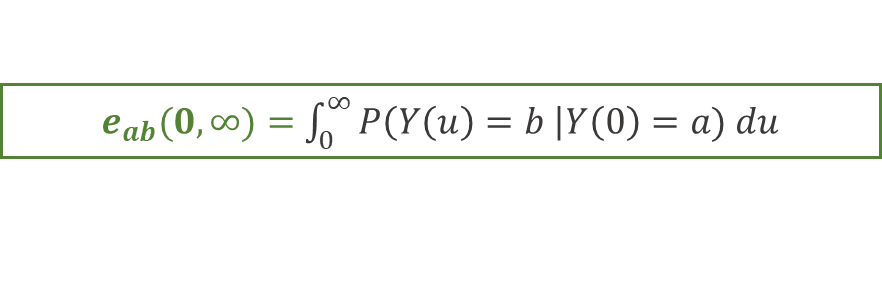 e_ab(0,∞) = ∫_0^∞ P(Y(u) = b |Y(0) = a) du